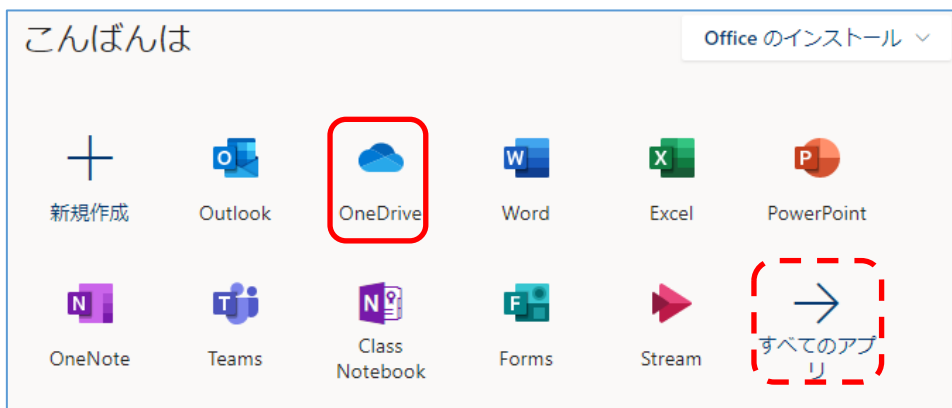 こんばんは
Office のインストール
新規作成
Outlook
OneDrive
Word
Excel
PowerPoint
OneNote
Teams
Class
Notebook
Forms
Stream
すべてのアプ
リ